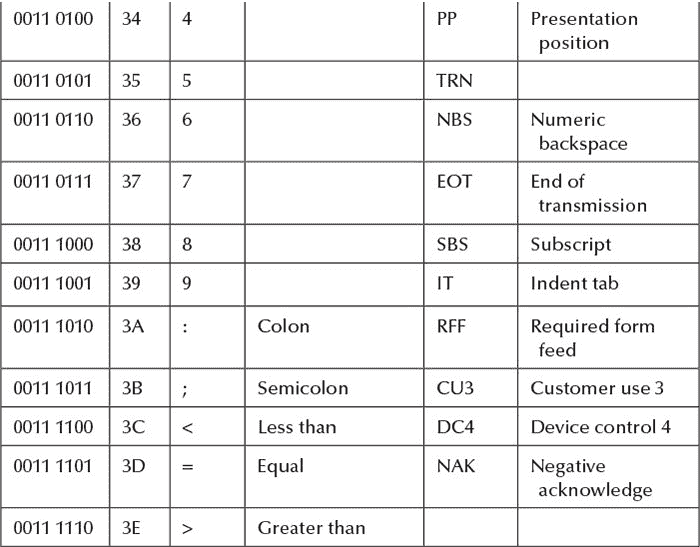 0011 0100 34 4 PP Presentation
position
0011 0101 35 5 TRN
0011 0110 36 6 NBS Numeric
backspace
0011 0111 37 7 EOT End of
transmission
0011 1000 38 8 SBS Subscript
0011 1001 39 9 IT Indent tab
0011 1010 3A : Colon RFF Required form
feed
0011 1011 3B ; Semicolon CU3 Customer use 3
0011 1100 3C < Less than DC4 Device control 4
0011 1101 3D = Equal NAK Negative
acknowledge
0011 1110 3E > Greater than